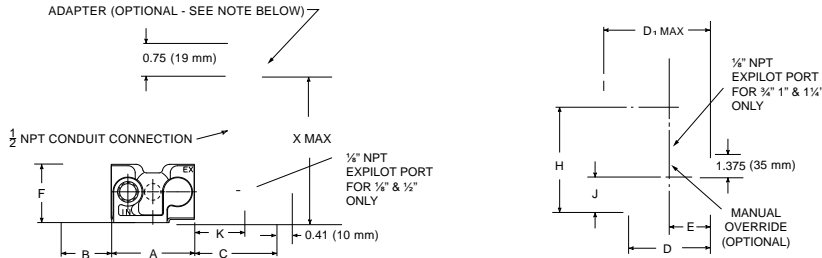 ADAPTER (OPTIONAL - SEE NOTE BELOW)
0.75 (19 mm)
½ NPT CONDUIT CONNECTION
X MAX
⅛" NPT
EXPILOT PORT
FOR ⅛" & ½"
ONLY
EX
IN
F
K
0.41 (10 mm)
B
A
C
D₁ MAX
⅛" NPT
EXPILOT PORT
FOR ¾" 1" & 1¼"
ONLY
I
H
1.375 (35 mm)
J
MANUAL
OVERRIDE
(OPTIONAL)
E
D